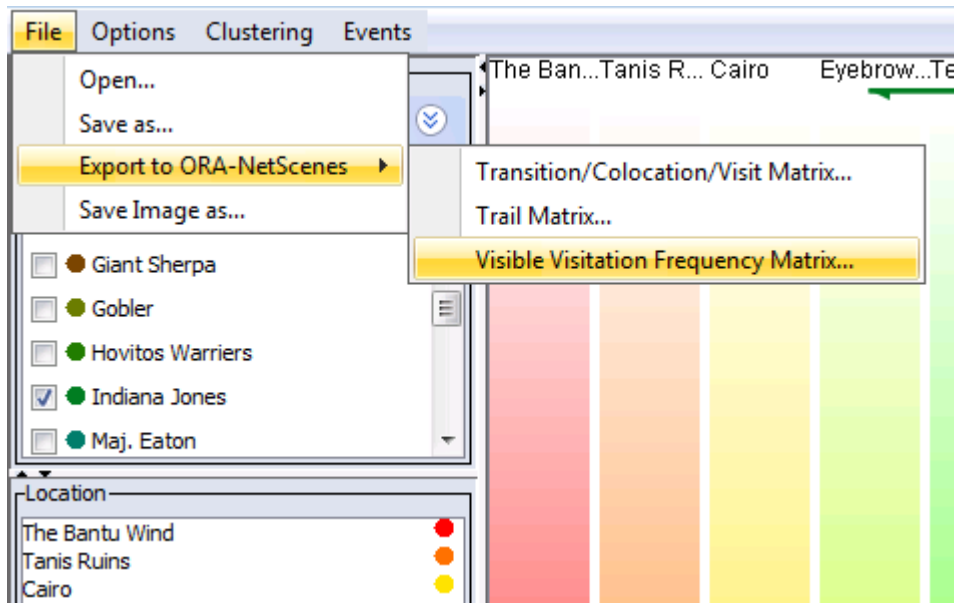 File Options Clustering Events
Open...
Save as...
Export to ORA-NetScenes
Save Image as...
Transition/Colocation/Visit Matrix...
Trail Matrix...
Visible Visitation Frequency Matrix...
The Ban...Tanis R... Cairo Eyebrow...Te
Giant Sherpa
Gobler
Hovitos Warriers
Indiana Jones
Maj. Eaton
Location
The Bantu Wind
Tanis Ruins
Cairo